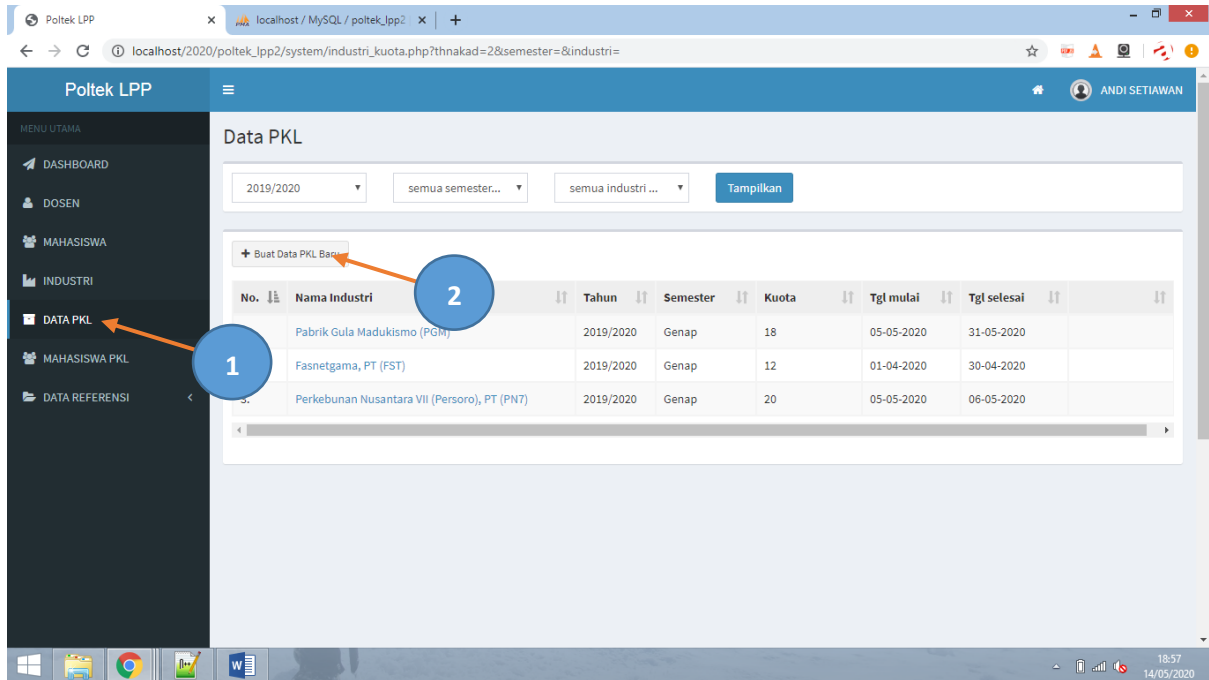 Poltek LPP
localhost / MySQL / poltek_lpp2
localhost/2020/poltek_lpp2/system/industri_kuota.php?thnakad=2&semester=&industri=
Poltek LPP
ANDI SETIAWAN
MENU UTAMA
DASHBOARD
DOSEN
MAHASISWA
INDUSTRI
DATA PKL
MAHASISWA PKL
DATA REFERENSI
Data PKL
2019/2020 semua semester... semua industri ... Tampilkan
+ Buat Data PKL Baru
No. Nama Industri Tahun Semester Kuota Tgl mulai Tgl selesai
Pabrik Gula Madukismo (PGM) 2019/2020 Genap 18 05-05-2020 31-05-2020
Fasnetgama, PT (FST) 2019/2020 Genap 12 01-04-2020 30-04-2020
3. Perkebunan Nusantara VII (Persoro), PT (PN7) 2019/2020 Genap 20 05-05-2020 06-05-2020
1
2
18:57
14/05/2020